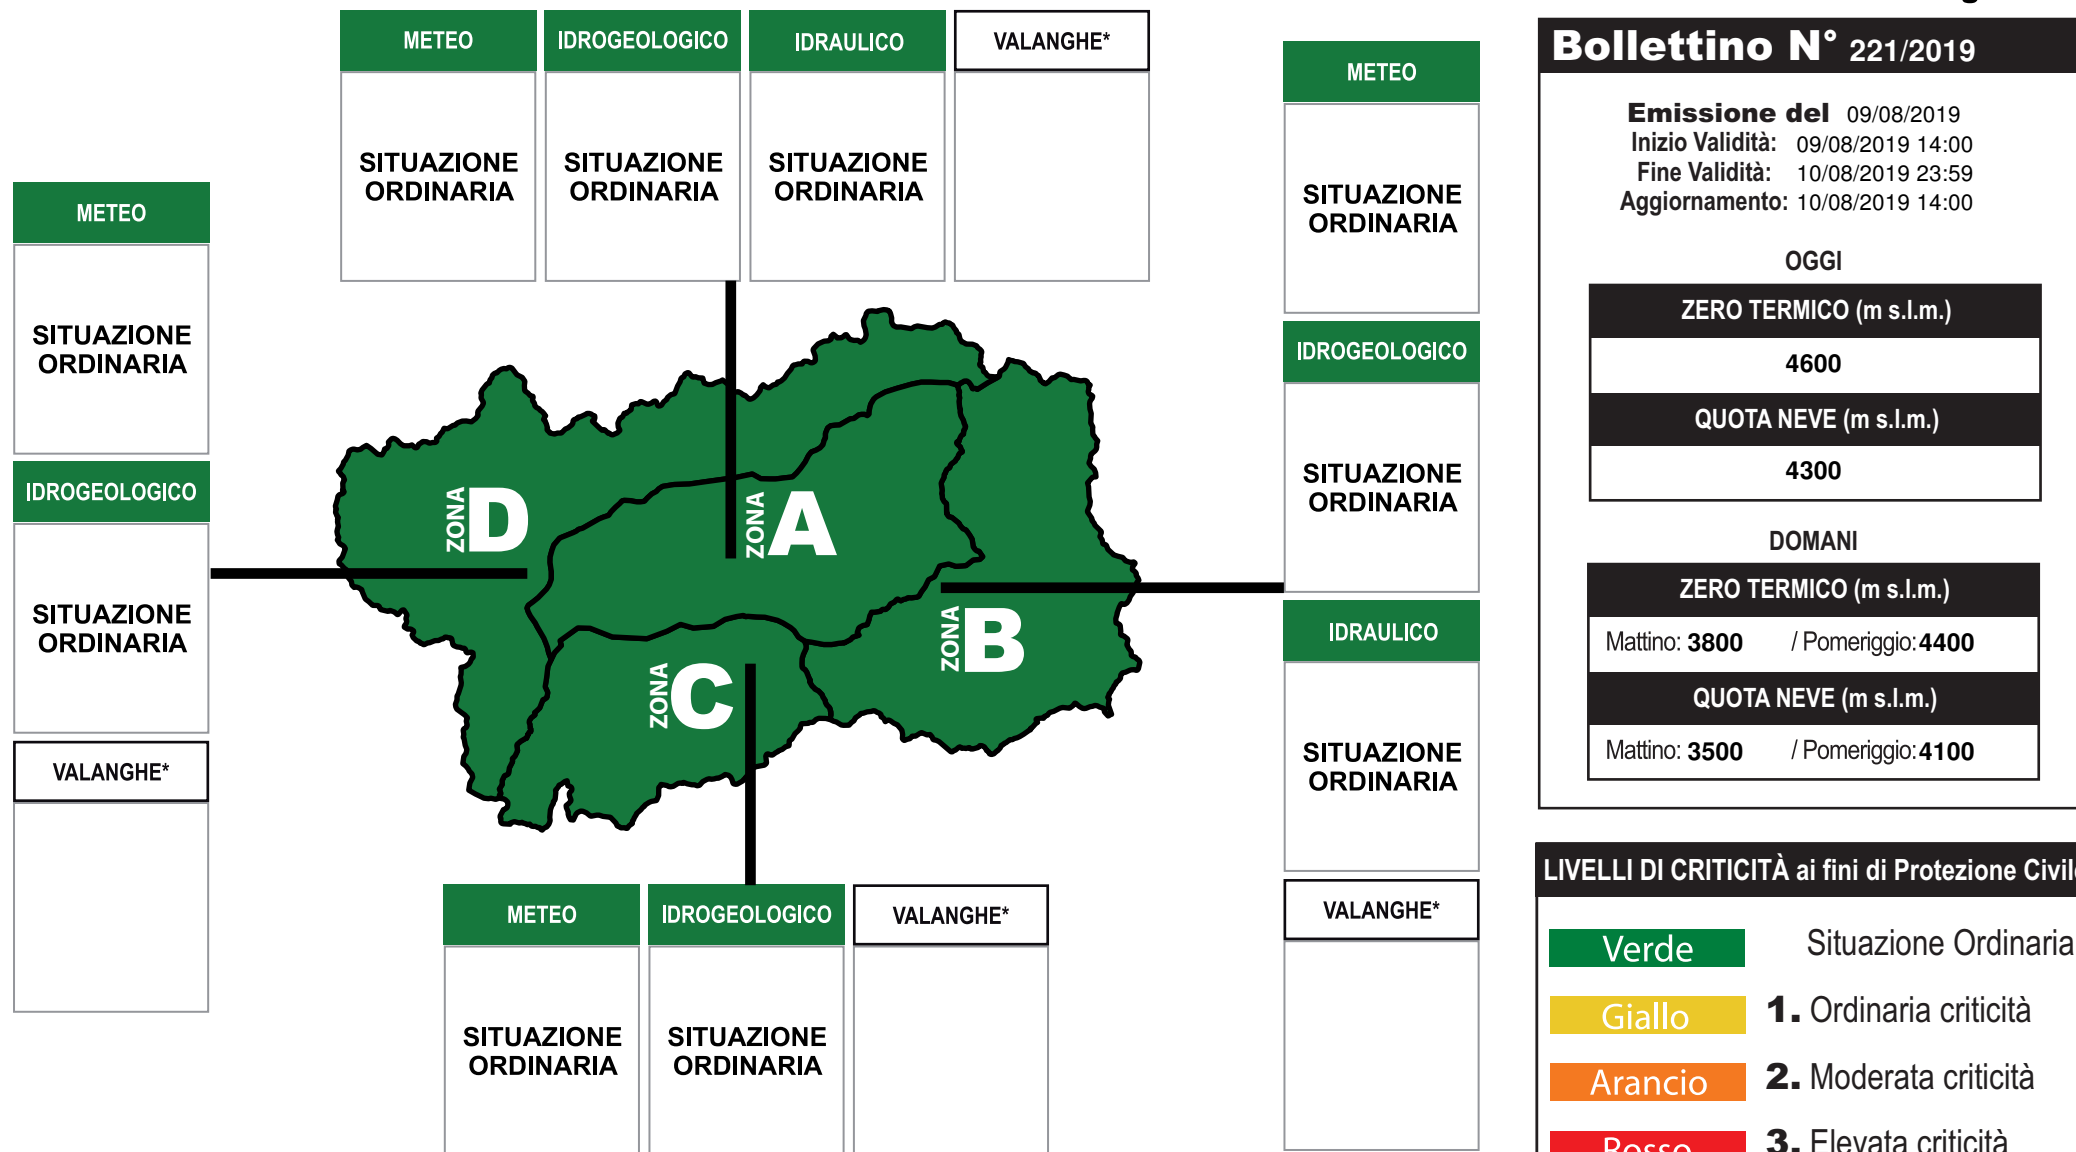 METEO
IDROGEOLOGICO
IDRAULICO
VALANGHE*
SITUAZIONE
ORDINARIA
SITUAZIONE
ORDINARIA
SITUAZIONE
ORDINARIA
METEO
SITUAZIONE
ORDINARIA
IDROGEOLOGICO
SITUAZIONE
ORDINARIA
VALANGHE*
ZONA D
ZONA A
ZONA B
ZONA C
METEO
SITUAZIONE
ORDINARIA
IDROGEOLOGICO
SITUAZIONE
ORDINARIA
IDRAULICO
SITUAZIONE
ORDINARIA
VALANGHE*
METEO
IDROGEOLOGICO
VALANGHE*
SITUAZIONE
ORDINARIA
SITUAZIONE
ORDINARIA
Bollettino N° 221/2019
Emissione del 09/08/2019
Inizio Validità: 09/08/2019 14:00
Fine Validità: 10/08/2019 23:59
Aggiornamento: 10/08/2019 14:00
OGGI
ZERO TERMICO (m s.l.m.)
4600
QUOTA NEVE (m s.l.m.)
4300
DOMANI
ZERO TERMICO (m s.l.m.)
Mattino: 3800 / Pomeriggio: 4400
QUOTA NEVE (m s.l.m.)
Mattino: 3500 / Pomeriggio: 4100
LIVELLI DI CRITICITÀ ai fini di Protezione Civile
Verde Situazione Ordinaria
Giallo 1. Ordinaria criticità
Arancio 2. Moderata criticità
Rosso 3. Elevata criticità